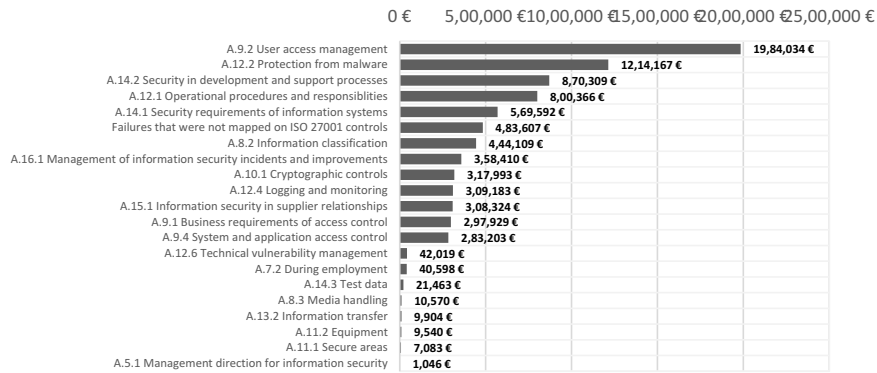 0 € 5,00,000 € 10,00,000 € 15,00,000 € 20,00,000 € 25,00,000 €
A.9.2 User access management 19,84,034 €
A.12.2 Protection from malware 12,14,167 €
A.14.2 Security in development and support processes 8,70,309 €
A.12.1 Operational procedures and responsiblities 8,00,366 €
A.14.1 Security requirements of information systems 5,69,592 €
Failures that were not mapped on ISO 27001 controls 4,83,607 €
A.8.2 Information classification 4,44,109 €
A.16.1 Management of information security incidents and improvements 3,58,410 €
A.10.1 Cryptographic controls 3,17,993 €
A.12.4 Logging and monitoring 3,09,183 €
A.15.1 Information security in supplier relationships 3,08,324 €
A.9.1 Business requirements of access control 2,97,929 €
A.9.4 System and application access control 2,83,203 €
A.12.6 Technical vulnerability management 42,019 €
A.7.2 During employment 40,598 €
A.14.3 Test data 21,463 €
A.8.3 Media handling 10,570 €
A.13.2 Information transfer 9,904 €
A.11.2 Equipment 9,540 €
A.11.1 Secure areas 7,083 €
A.5.1 Management direction for information security 1,046 €